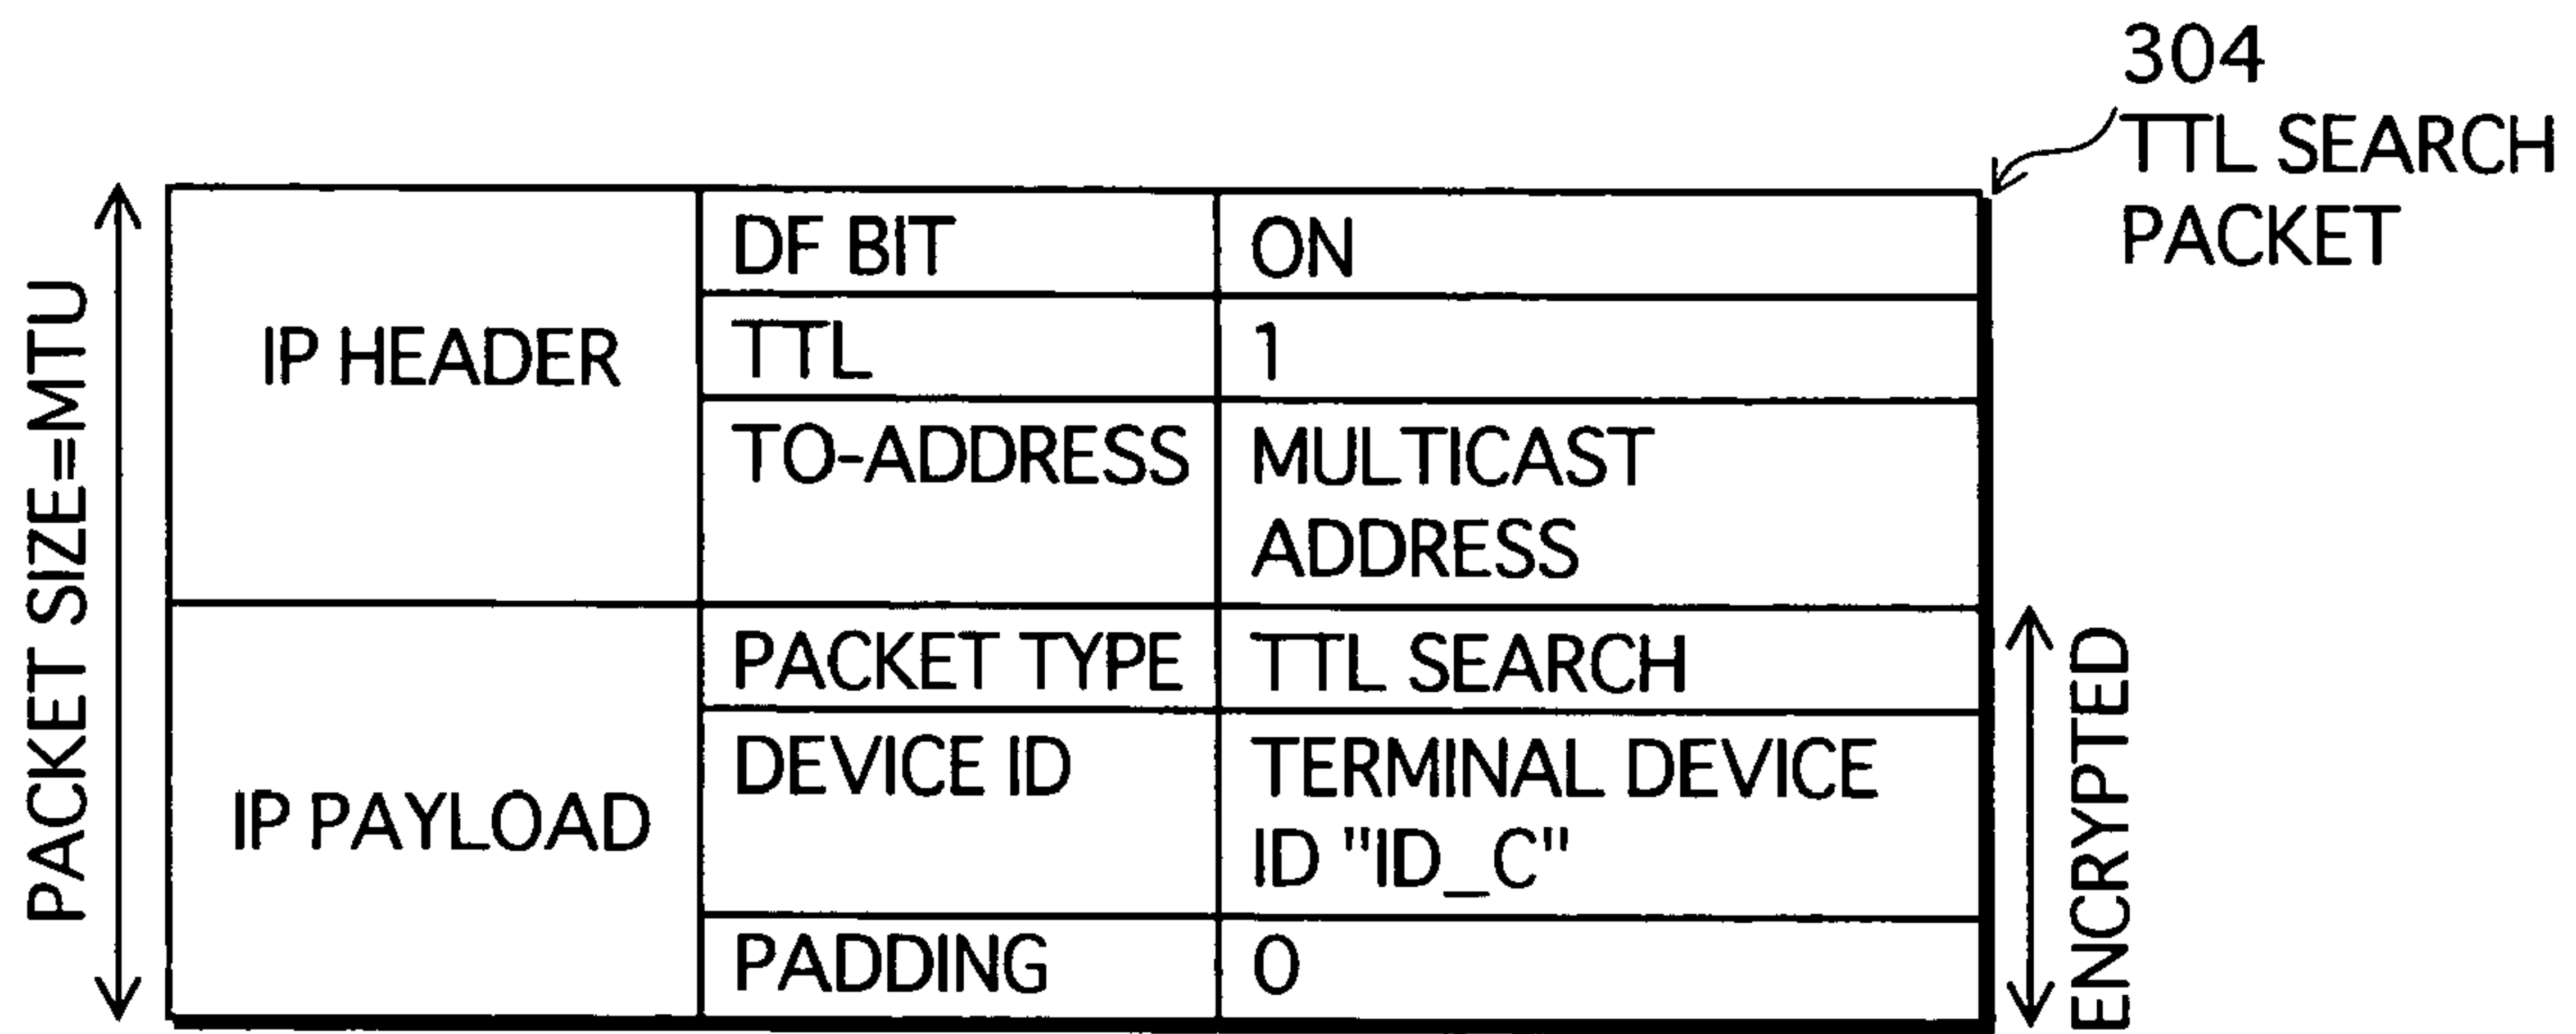 304
TTL SEARCH
PACKET
PACKET SIZE=MTU
IP HEADER
DF BIT
ON
TTL
1
TO-ADDRESS
MULTICAST
ADDRESS
IP PAYLOAD
PACKET TYPE
TTL SEARCH
DEVICE ID
TERMINAL DEVICE
ID "ID_C"
PADDING
0
ENCRYPTED